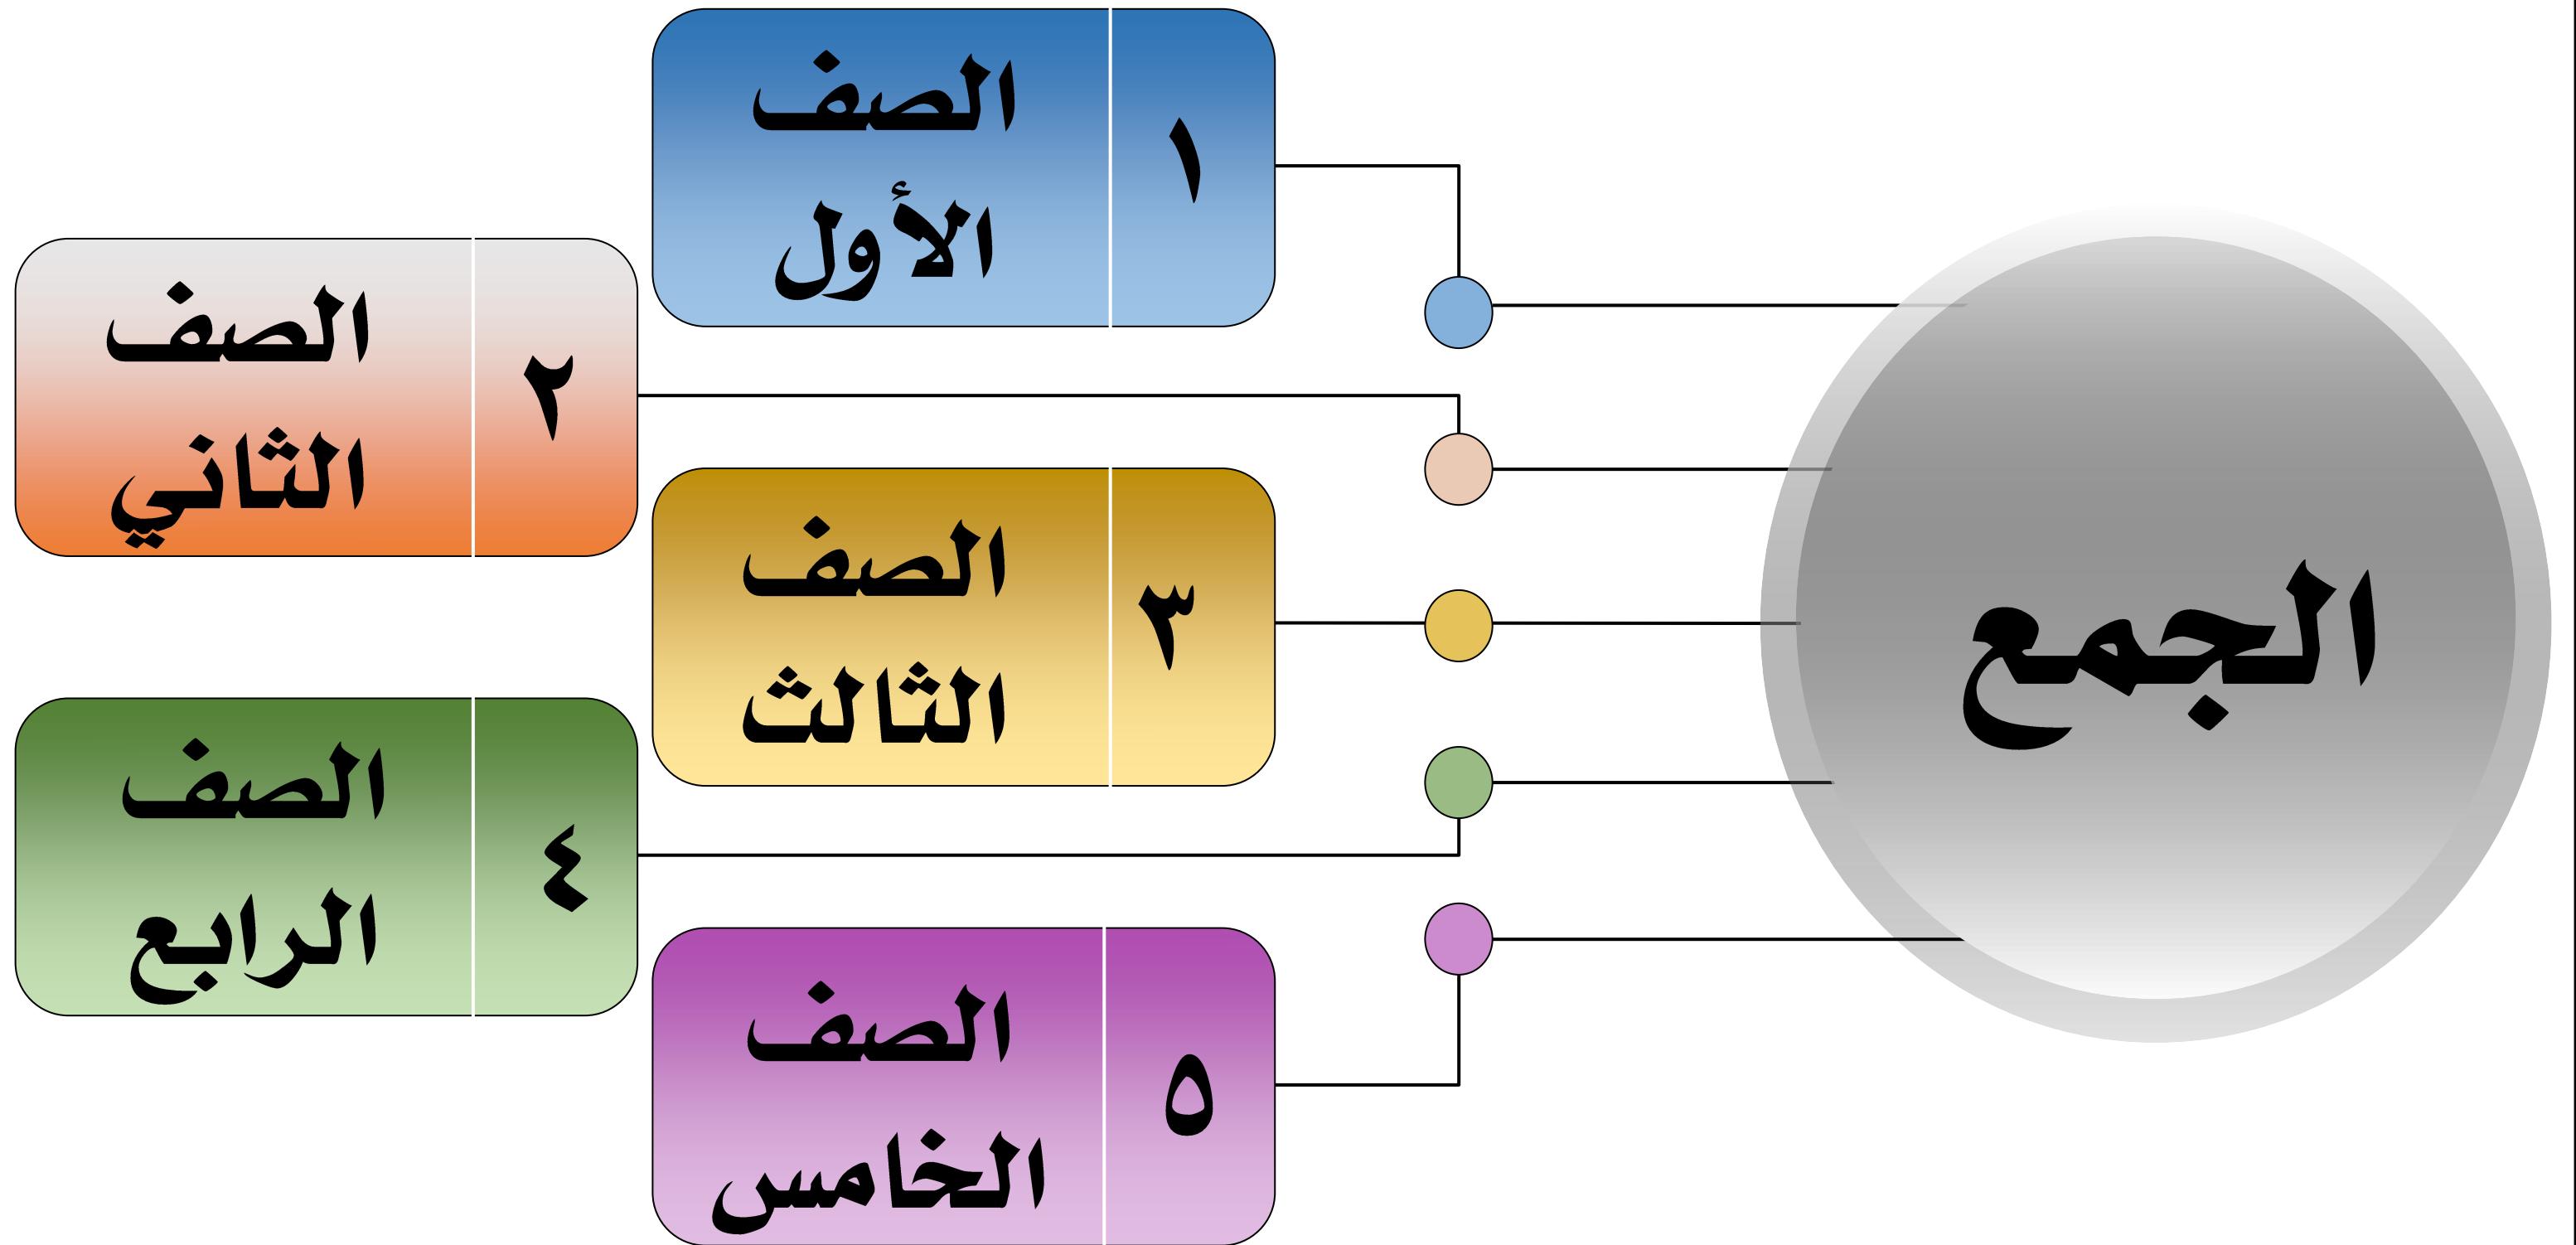 الجمع
١
الصف
الأول
٢
الصف
الثاني
٣
الصف
الثالث
٤
الصف
الرابع
٥
الصف
الخامس